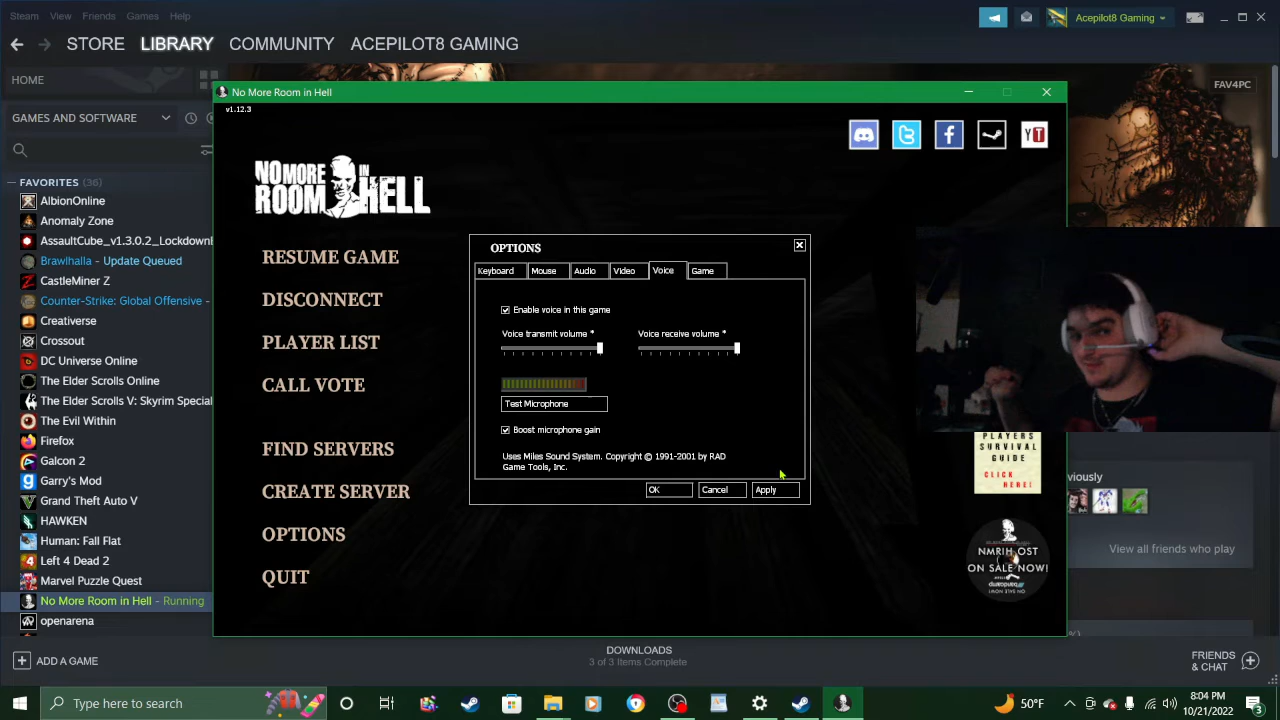 Steam View Friends Games Help
Acepilot8 Gaming
STORE LIBRARY COMMUNITY ACEPILOT8 GAMING
HOME
FAV4PC
GAMES AND SOFTWARE
FAVORITES (36)
AlbionOnline
Anomaly Zone
AssaultCube_v1.3.0.2_Lockdown
Brawlhalla - Update Queued
CastleMiner Z
Counter-Strike: Global Offensive -
Creativerse
Crossout
DC Universe Online
The Elder Scrolls Online
The Elder Scrolls V: Skyrim Special
The Evil Within
Firefox
Galcon 2
Garry's Mod
Grand Theft Auto V
HAWKEN
Human: Fall Flat
Left 4 Dead 2
Marvel Puzzle Quest
No More Room in Hell - Running
openarena
ADD A GAME
No More Room in Hell
v1.12.3
NO MORE ROOM IN HELL
RESUME GAME
DISCONNECT
PLAYER LIST
CALL VOTE
FIND SERVERS
CREATE SERVER
OPTIONS
QUIT
OPTIONS
Keyboard Mouse Audio Video Voice Game
Enable voice in this game
Voice transmit volume * Voice receive volume *
Test Microphone
Boost microphone gain
Uses Miles Sound System. Copyright © 1991-2001 by RAD
Game Tools, Inc.
OK Cancel Apply
PLAYERS
SURVIVAL
GUIDE
CLICK
HERE!
NMRIH OST
ON SALE NOW!
viously
View all friends who play
DOWNLOADS
3 of 3 Items Complete
FRIENDS
& CHAT
Type here to search
50°F
8:04 PM
10/21/2022
3